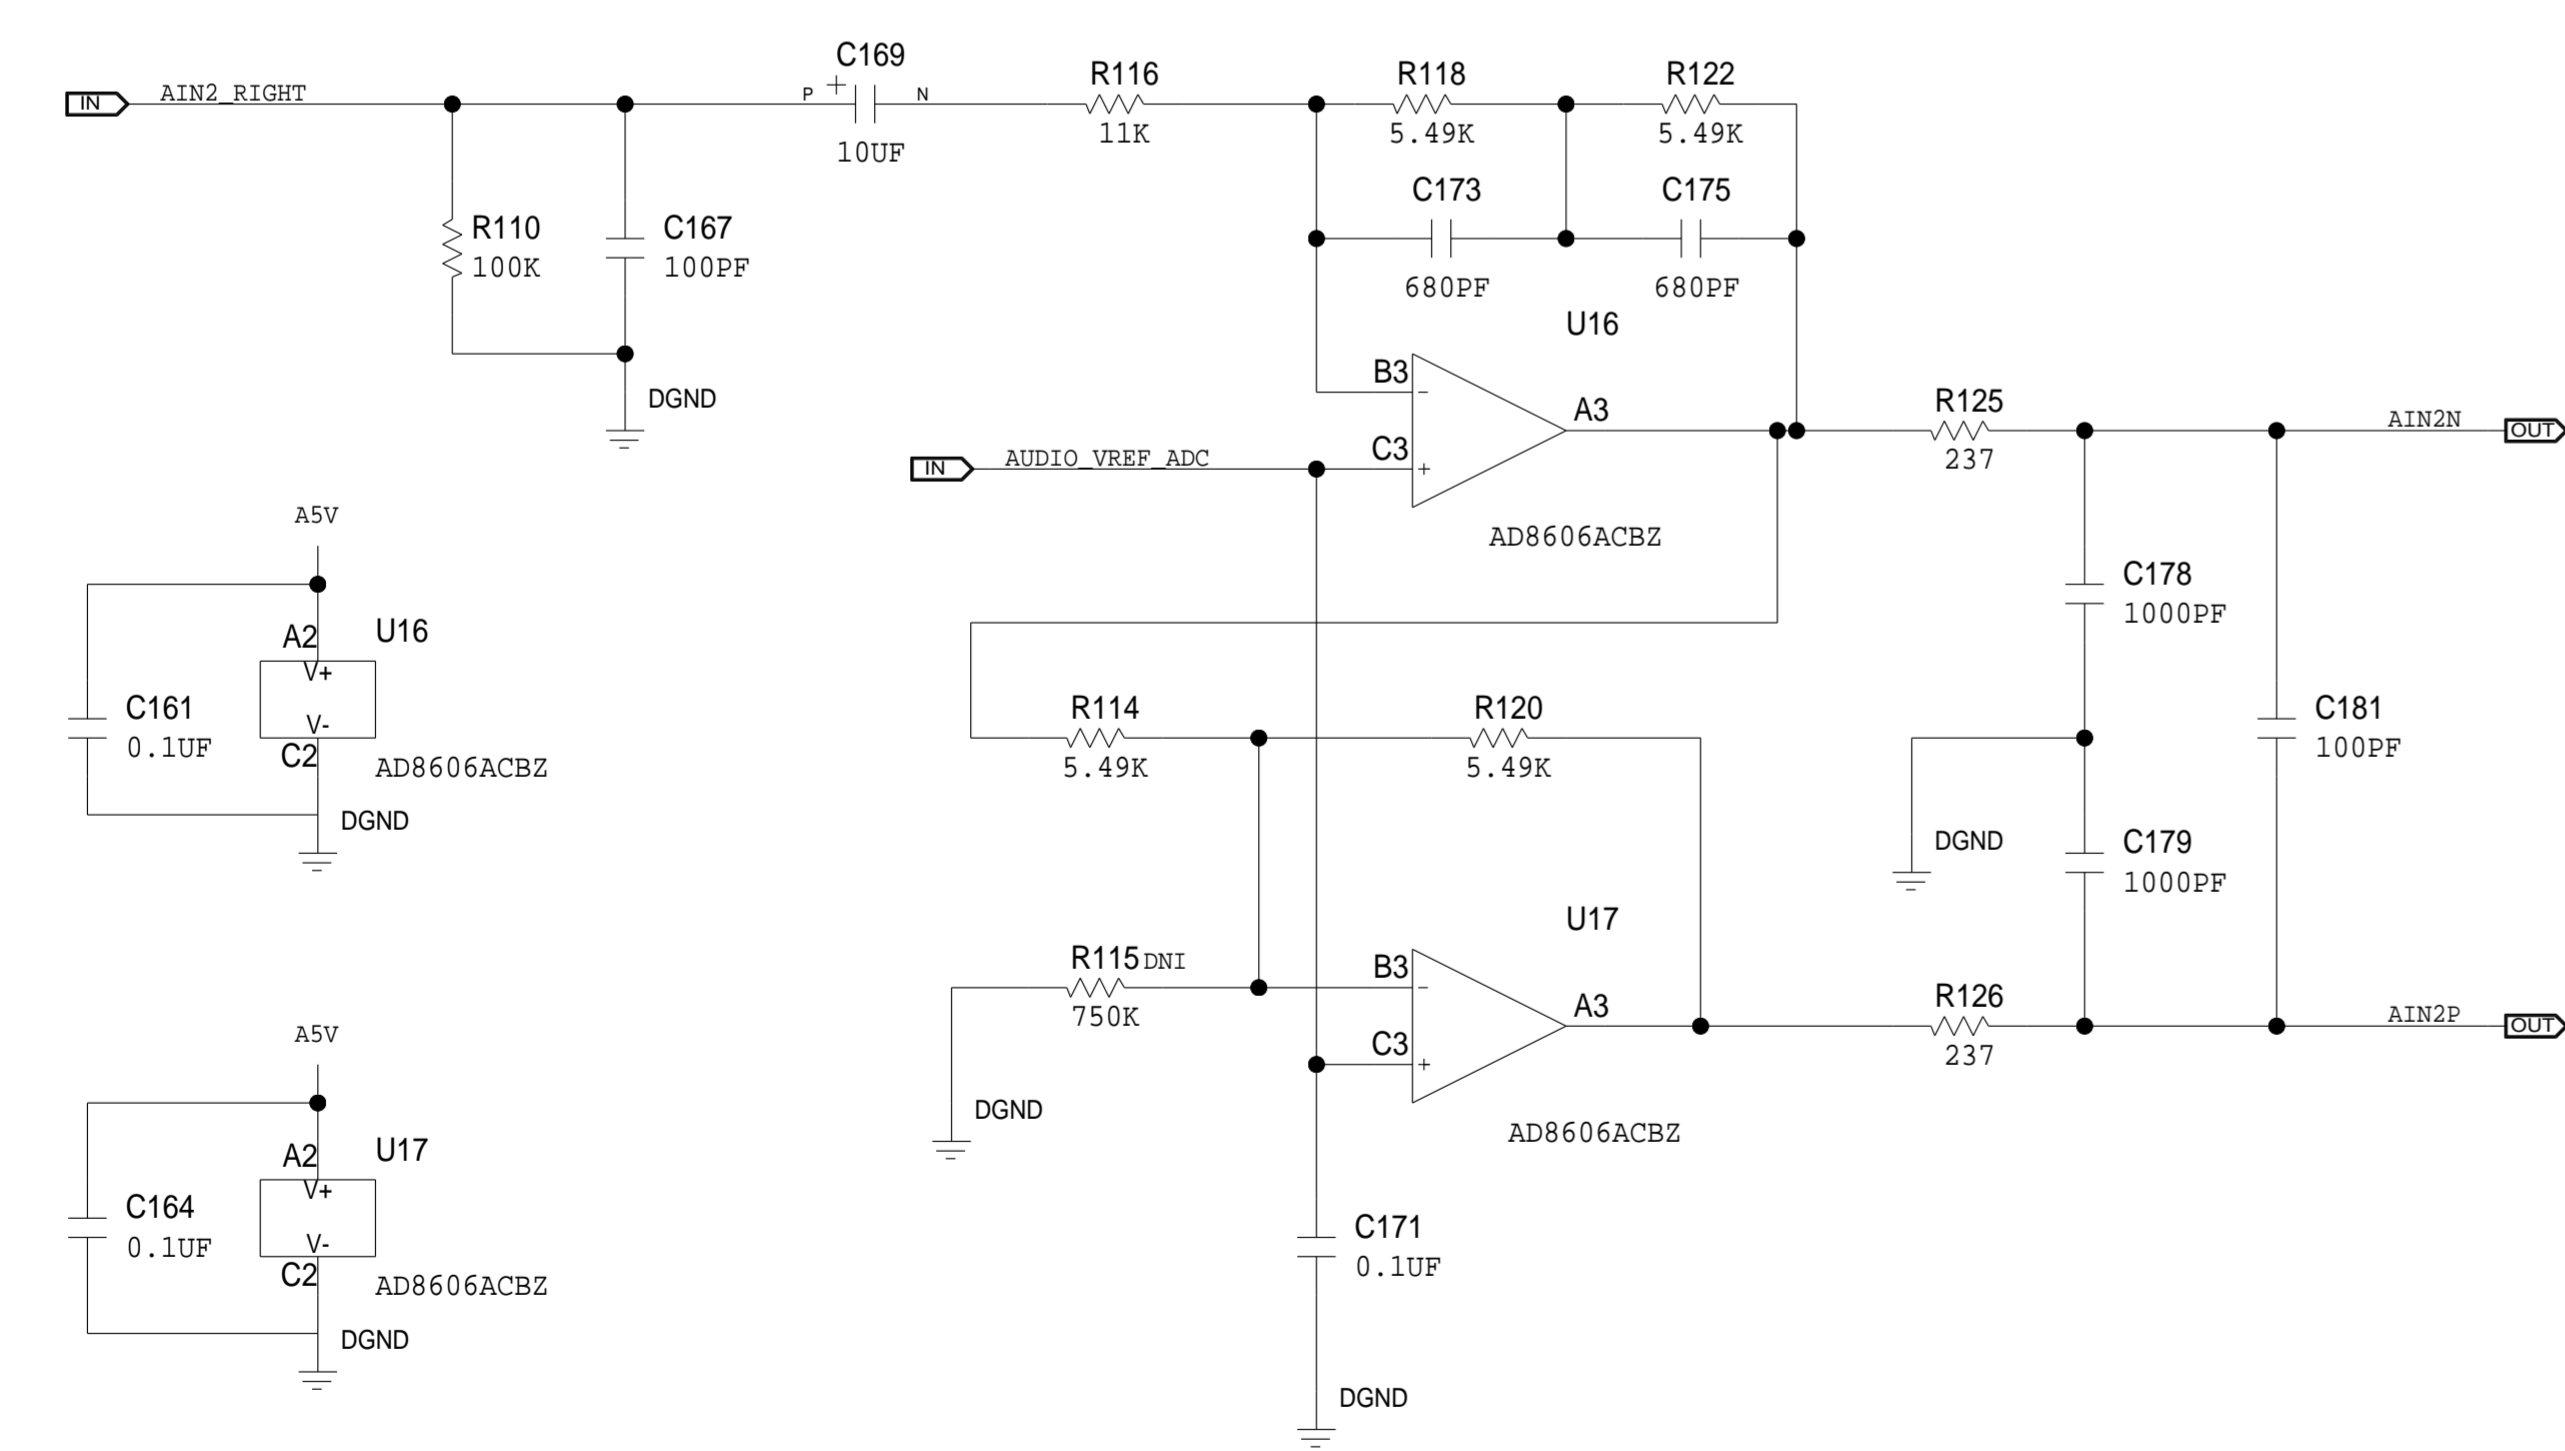 C169
R116
R118
R122
IN
AIN2_RIGHT
P
+
N
10UF
11K
5.49K
5.49K
C173
C175
R110
100K
C167
100PF
680PF
680PF
U16
DGND
B3
-
A3
C3
+
IN
AUDIO_VREF_ADC
R125
237
AIN2N
OUT
AD8606ACBZ
A5V
A2
U16
V+
V-
C161
0.1UF
C2
AD8606ACBZ
DGND
C178
1000PF
R114
5.49K
R120
5.49K
C181
100PF
DGND
C179
1000PF
U17
R115 DNI
750K
B3
-
A3
C3
+
R126
237
AIN2P
OUT
DGND
AD8606ACBZ
A5V
A2
U17
V+
V-
C164
0.1UF
C2
AD8606ACBZ
DGND
C171
0.1UF
DGND